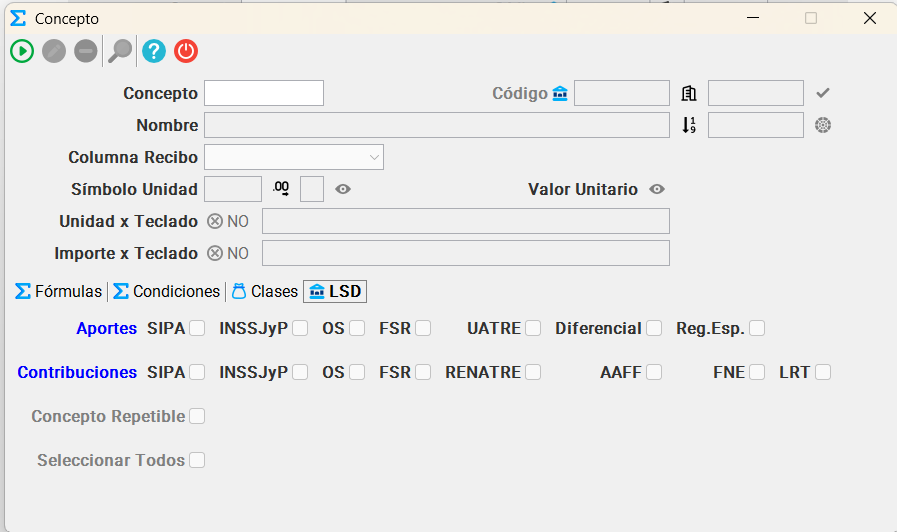 Concepto
Concepto Código
Nombre
Columna Recibo
Símbolo Unidad .00 Valor Unitario
Unidad x Teclado NO
Importe x Teclado NO
Fórmulas Condiciones Clases LSD
Aportes SIPA INSSJyP OS FSR UATRE Diferencial Reg.Esp.
Contribuciones SIPA INSSJyP OS FSR RENATRE AAFF FNE LRT
Concepto Repetible
Seleccionar Todos